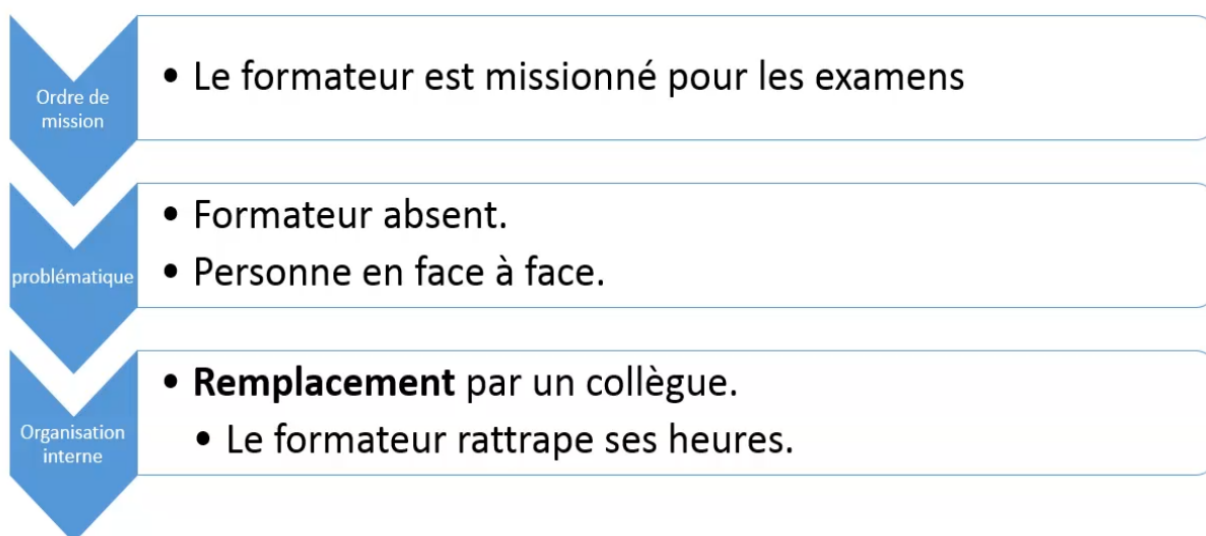 Ordre de
mission
• Le formateur est missionné pour les examens
problématique
• Formateur absent.
• Personne en face à face.
Organisation
interne
• Remplacement par un collègue.
• Le formateur rattrape ses heures.